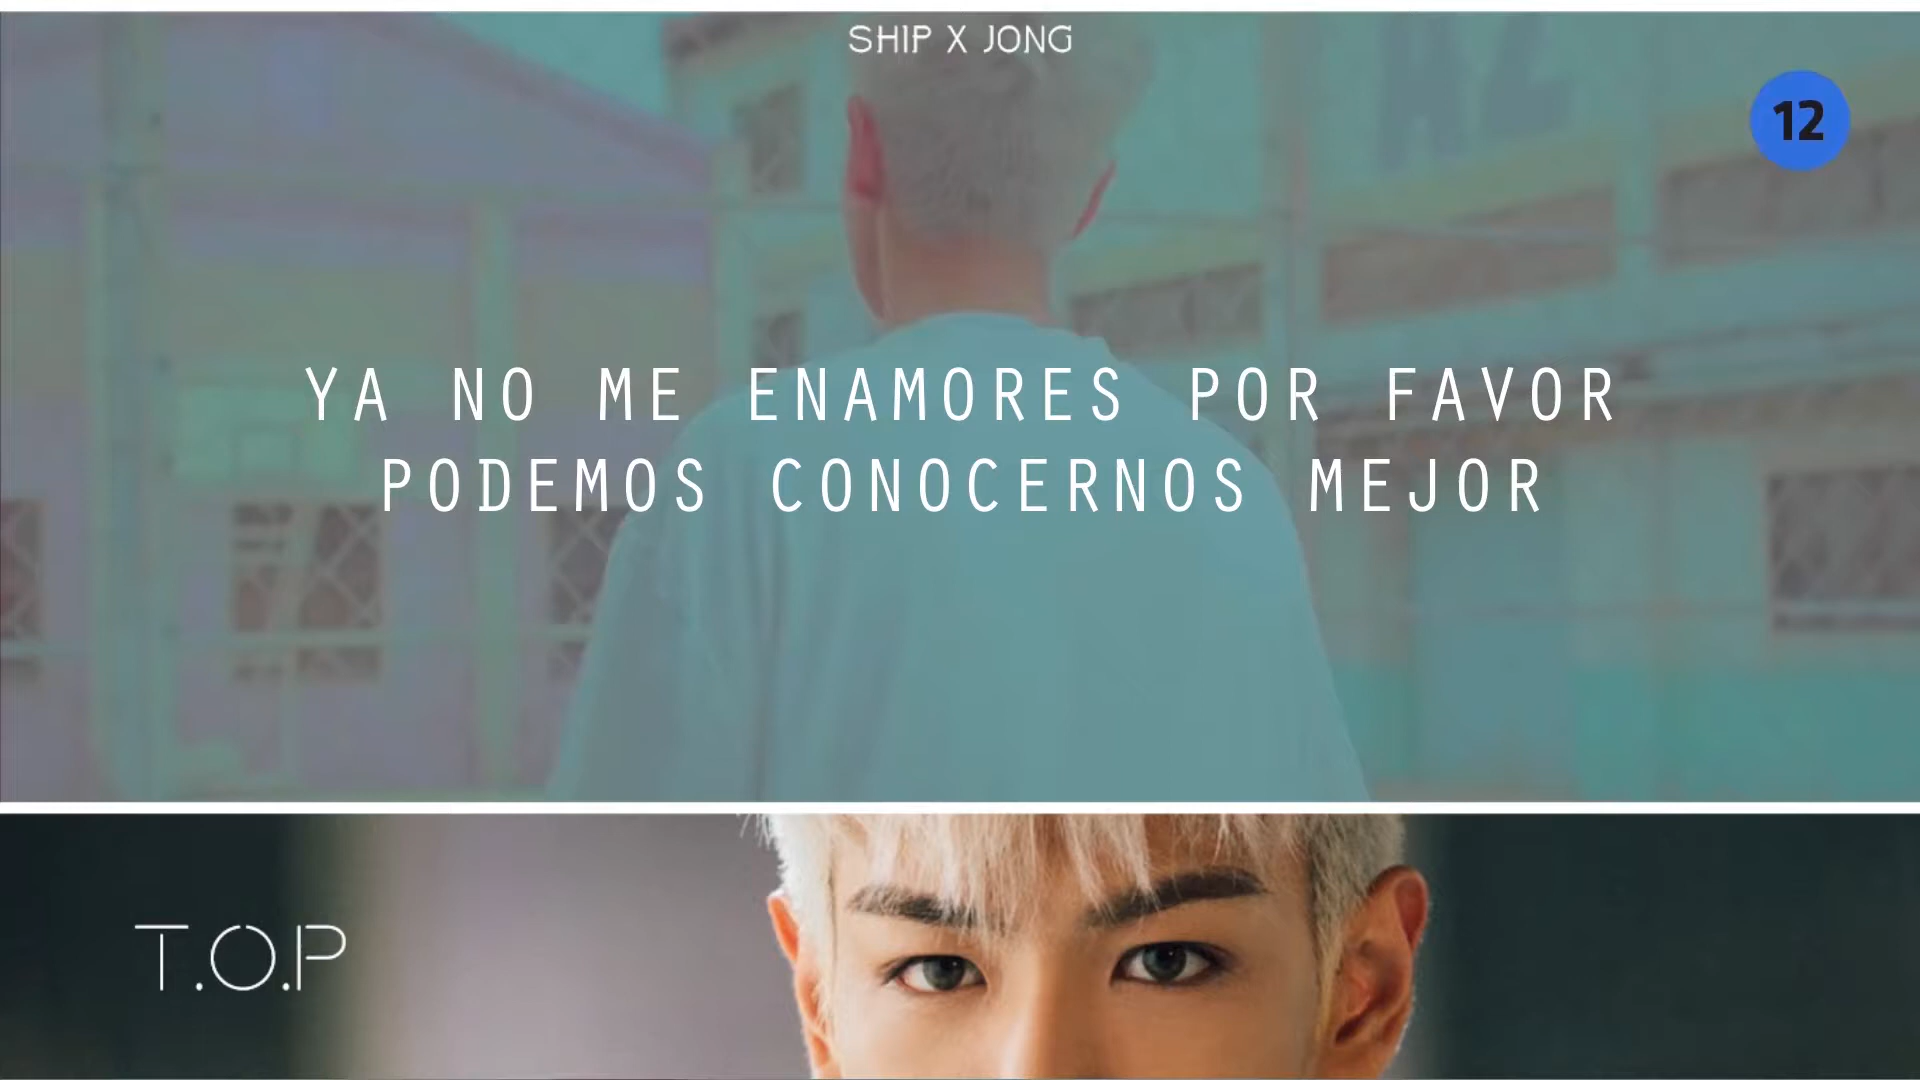 SHIP X JONG
12
YA NO ME ENAMORES POR FAVOR
PODEMOS CONOCERNOS MEJOR
T.O.P